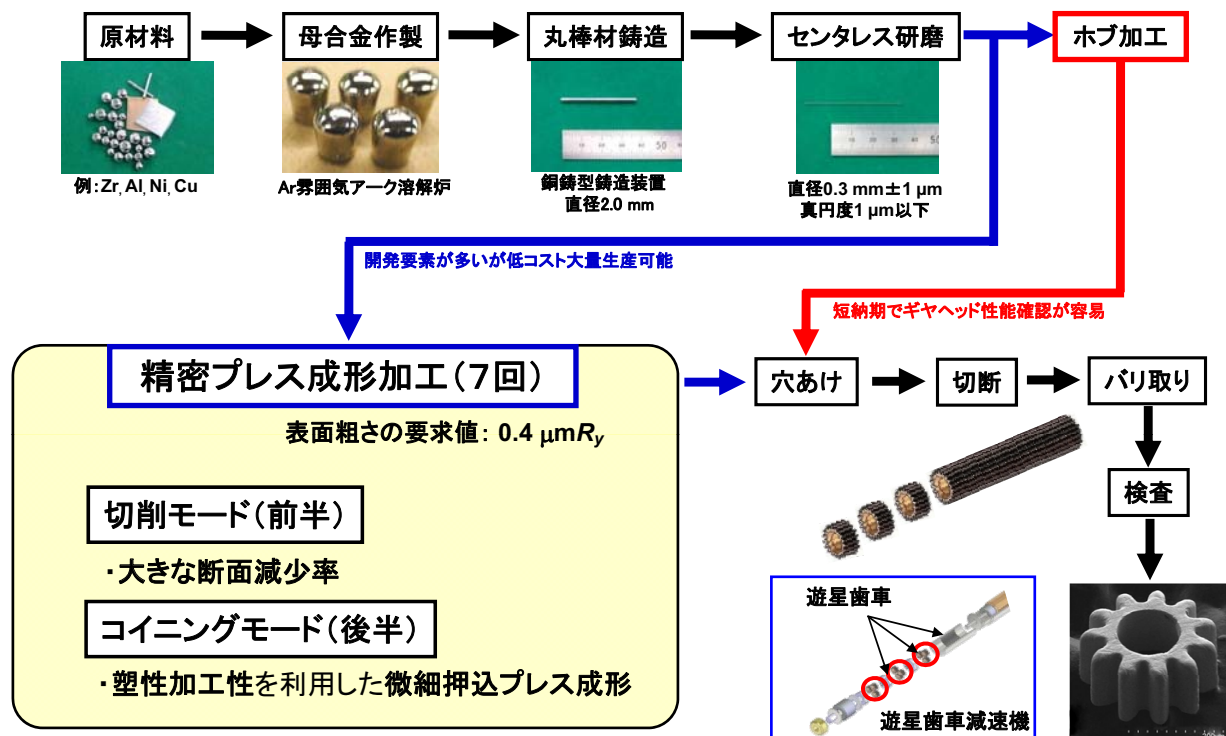 原材料
母合金作製
丸棒材鋳造
センタレス研磨
ホブ加工
例：Zr, Al, Ni, Cu
Ar雰囲気アーク溶解炉
銅鋳型鋳造装置
直径2.0 mm
直径0.3 mm±1 μm
真円度1 μm以下
開発要素が多いが低コスト大量生産可能
短納期でギヤヘッド性能確認が容易
精密プレス成形加工（７回）
表面粗さの要求値： 0.4 μmRy
切削モード（前半）
・大きな断面減少率
コイニングモード（後半）
・塑性加工性を利用した微細押込プレス成形
穴あけ
切断
バリ取り
検査
遊星歯車
遊星歯車減速機